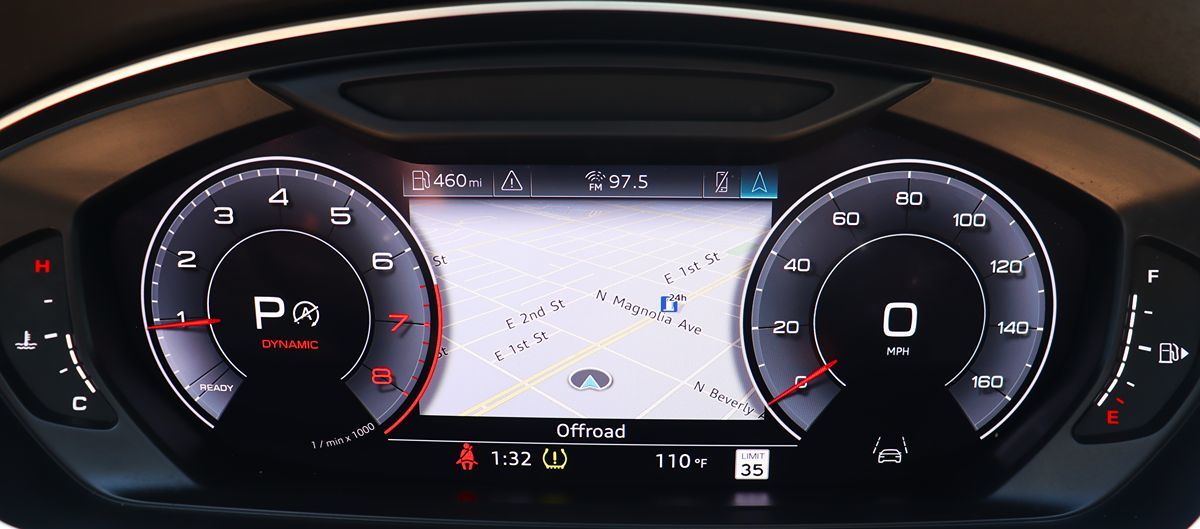 460 mi
FM 97.5
H
C
1
2
3
4
5
6
7
8
READY
1 / min x 1000
P A
DYNAMIC
St
E 1st St
24h
N Magnolia Ave
E 2nd St
E 1st St
St
N Beverly
Offroad
1:32
110 °F
LIMIT
35
0
20
40
60
80
100
120
140
160
0
MPH
F
E